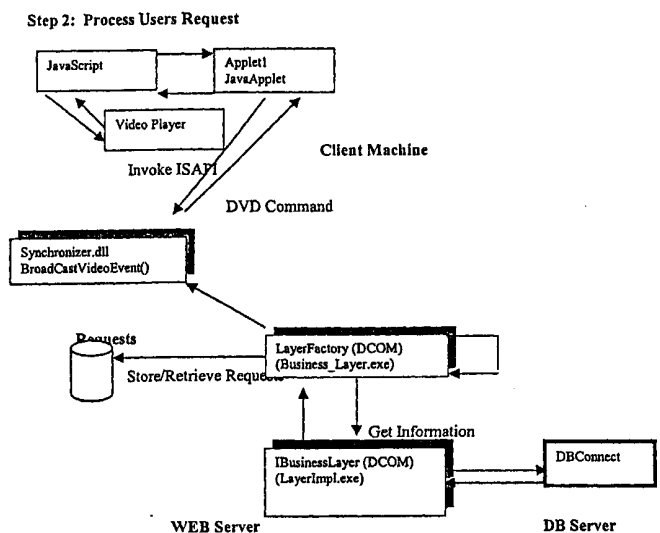 Step 2: Process Users Request
JavaScript
Applet1
JavaApplet
Video Player
Client Machine
Invoke ISAPI
DVD Command
Synchronizer.dll
BroadCastVideoEvent()
Requests
LayerFactory (DCOM)
(Business_Layer.exe)
Store/Retrieve Requests
Get Information
IBusinessLayer (DCOM)
(LayerImpl.exe)
DBConnect
WEB Server
DB Server